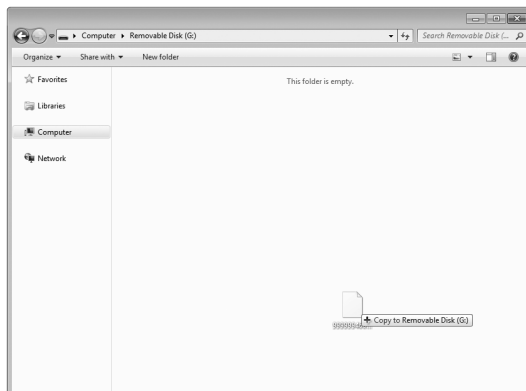 Computer Removable Disk (G:)
Search Removable Disk (...
Organize Share with New folder
Favorites
This folder is empty.
Libraries
Computer
Network
Copy to Removable Disk (G:)